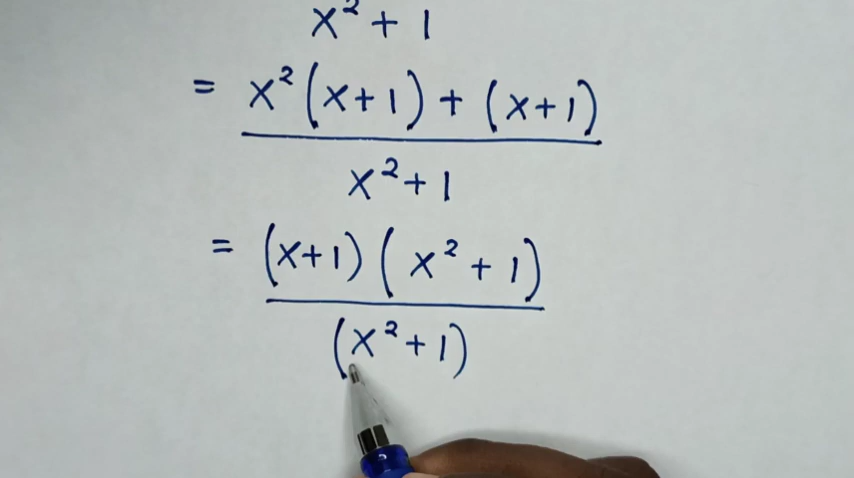 x² + 1
= x² (x+1) + (x+1)
x² + 1
= (x+1) ( x² + 1)
(x² + 1)